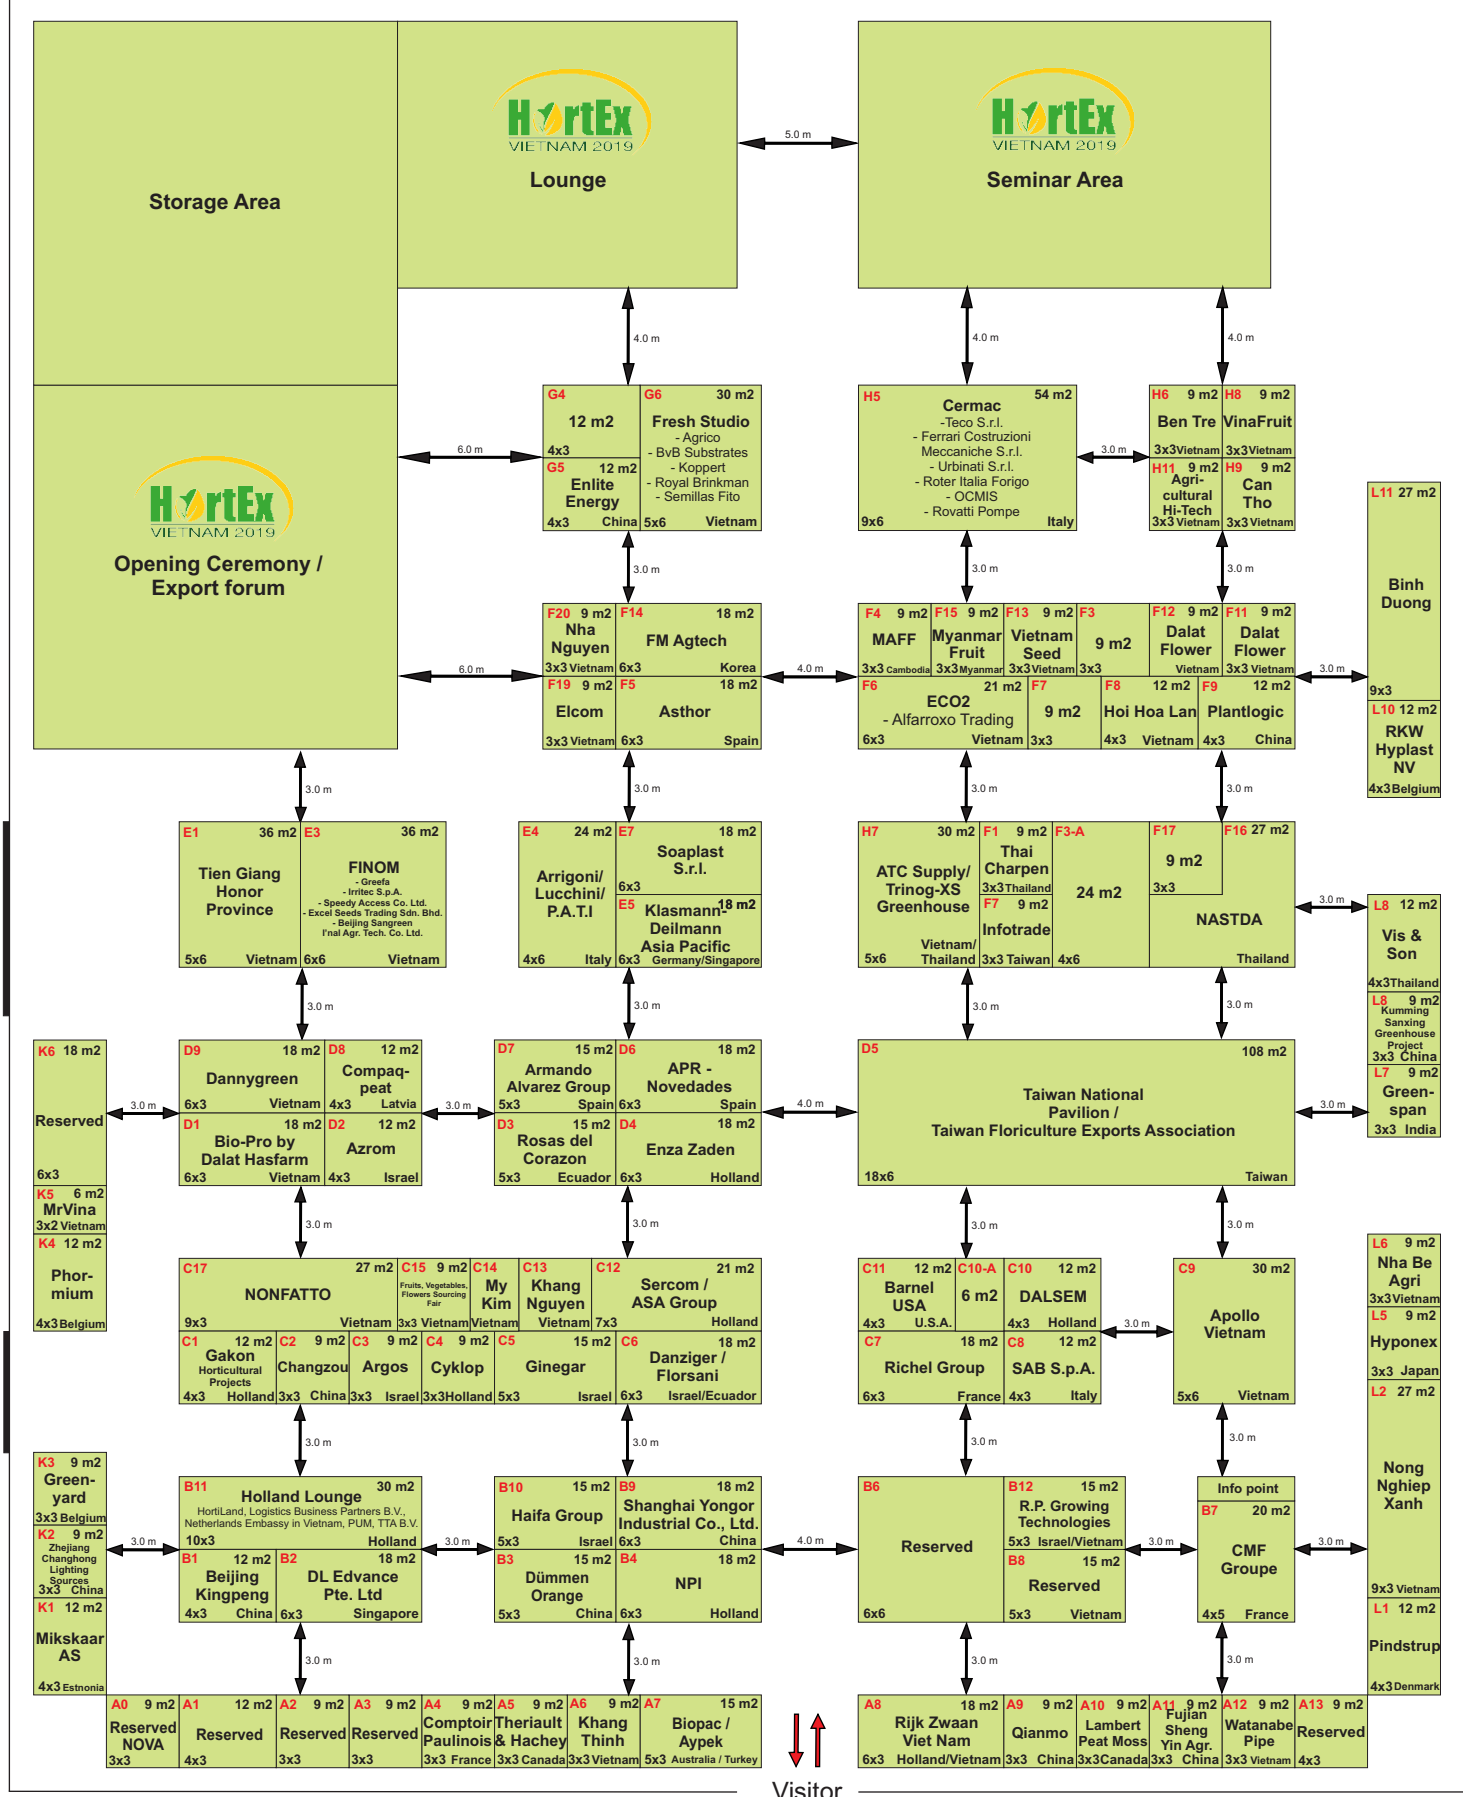 HortEx
VIETNAM 2019
Lounge
5.0 m
HortEx
VIETNAM 2019
Seminar Area
Storage Area
4.0 m
4.0 m
4.0 m
HortEx
VIETNAM 2019
Opening Ceremony /
Export forum
6.0 m
G4
12 m2
4x3
G6 30 m2
Fresh Studio
- Agrico
- BvB Substrates
- Koppert
- Royal Brinkman
- Semillas Fito
5x6 Vietnam
G5 12 m2
Enlite
Energy
4x3 China
H5 54 m2
Cermac
-Teco S.r.l.
- Ferrari Costruzioni
Meccaniche S.r.l.
- Urbinati S.r.l.
- Roter Italia Forigo
- OCMIS
- Rovatti Pompe
9x6 Italy
3.0 m
H6 9 m2
Ben Tre
3x3 Vietnam
H8 9 m2
VinaFruit
3x3 Vietnam
H11 9 m2
Agri-
cultural
Hi-Tech
3x3 Vietnam
H9 9 m2
Can
Tho
3x3 Vietnam
L11 27 m2
Binh
Duong
9x3
L10 12 m2
RKW
Hyplast
NV
4x3 Belgium
3.0 m
3.0 m
3.0 m
6.0 m
F20 9 m2
Nha
Nguyen
3x3 Vietnam
F14 18 m2
FM Agtech
6x3 Korea
F19 9 m2
Elcom
3x3 Vietnam
F5 18 m2
Asthor
6x3 Spain
4.0 m
F4 9 m2
MAFF
3x3 Cambodia
F15 9 m2
Myanmar
Fruit
3x3 Myanmar
F13 9 m2
Vietnam
Seed
3x3 Vietnam
F3
9 m2
3x3
F12 9 m2
Dalat
Flower
Vietnam
F11 9 m2
Dalat
Flower
3x3 Vietnam
3.0 m
F6 21 m2
ECO2
- Alfarroxo Trading
6x3 Vietnam
F7
9 m2
3x3
F8 12 m2
Hoi Hoa Lan
4x3 Vietnam
F9 12 m2
Plantlogic
4x3 China
3.0 m
3.0 m
3.0 m
3.0 m
E1 36 m2
Tien Giang
Honor
Province
5x6 Vietnam
E3 36 m2
FINOM
- Greefa
- Irritec S.p.A.
- Speedy Access Co. Ltd.
- Excel Seeds Trading Sdn. Bhd.
- Beijing Sangreen
I'nal Agr. Tech. Co. Ltd.
6x6 Vietnam
E4 24 m2
Arrigoni/
Lucchini/
P.A.T.I
4x6 Italy
E7 18 m2
Soaplast
S.r.l.
6x3
E5 18 m2
Klasmann-
Deilmann
Asia Pacific
6x3 Germany/Singapore
H7 30 m2
ATC Supply/
Trinog-XS
Greenhouse
Vietnam/
5x6 Thailand
F1 9 m2
Thai
Charpen
3x3 Thailand
F7 9 m2
Infotrade
3x3 Taiwan
F3-A
24 m2
4x6
F17
9 m2
3x3
F16 27 m2
NASTDA
Thailand
3.0 m
L8 12 m2
Vis &
Son
4x3 Thailand
L8 9 m2
Kumming
Sanxing
Greenhouse
Project
3x3 China
L7 9 m2
Green-
span
3x3 India
3.0 m
3.0 m
3.0 m
3.0 m
K6 18 m2
Reserved
6x3
K5 6 m2
MrVina
3x2 Vietnam
K4 12 m2
Phor-
mium
4x3 Belgium
3.0 m
D9 18 m2
Dannygreen
6x3 Vietnam
D8 12 m2
Compaq-
peat
4x3 Latvia
D1 18 m2
Bio-Pro by
Dalat Hasfarm
6x3 Vietnam
D2 12 m2
Azrom
4x3 Israel
3.0 m
D7 15 m2
Armando
Alvarez Group
5x3 Spain
D6 18 m2
APR -
Novedades
6x3 Spain
D3 15 m2
Rosas del
Corazon
5x3 Ecuador
D4 18 m2
Enza Zaden
6x3 Holland
4.0 m
D5 108 m2
Taiwan National
Pavilion /
Taiwan Floriculture Exports Association
18x6 Taiwan
3.0 m
3.0 m
3.0 m
3.0 m
3.0 m
C17 27 m2
NONFATTO
9x3 Vietnam
C15 9 m2
Fruits, Vegetables,
Flowers Sourcing
Fair
3x3 Vietnam
C14
My
Kim
Vietnam
C13
Khang
Nguyen
Vietnam
C12 21 m2
Sercom /
ASA Group
7x3 Holland
C1 12 m2
Gakon
Horticultural
Projects
4x3 Holland
C2 9 m2
Changzou
3x3 China
C3 9 m2
Argos
3x3 Israel
C4 9 m2
Cyklop
3x3 Holland
C5 15 m2
Ginegar
5x3 Israel
C6 18 m2
Danziger /
Florsani
6x3 Israel/Ecuador
C11 12 m2
Barnel
USA
4x3 U.S.A.
C10-A
6 m2
C10 12 m2
DALSEM
4x3 Holland
C7 18 m2
Richel Group
6x3 France
C8 12 m2
SAB S.p.A.
4x3 Italy
3.0 m
C9 30 m2
Apollo
Vietnam
5x6 Vietnam
L6 9 m2
Nha Be
Agri
3x3 Vietnam
L5 9 m2
Hyponex
3x3 Japan
L2 27 m2
Nong
Nghiep
Xanh
9x3 Vietnam
L1 12 m2
Pindstrup
4x3 Denmark
3.0 m
3.0 m
3.0 m
3.0 m
K3 9 m2
Green-
yard
3x3 Belgium
K2 9 m2
Zhejiang
Changhong
Lighting
Sources
3x3 China
K1 12 m2
Mikskaar
AS
4x3 Estnonia
3.0 m
B11 30 m2
Holland Lounge
HortiLand, Logistics Business Partners B.V.,
Netherlands Embassy in Vietnam, PUM, TTA B.V.
10x3 Holland
B1 12 m2
Beijing
Kingpeng
4x3 China
B2 18 m2
DL Edvance
Pte. Ltd
6x3 Singapore
3.0 m
B10 15 m2
Haifa Group
5x3 Israel
B9 18 m2
Shanghai Yongor
Industrial Co., Ltd.
6x3 China
B3 15 m2
Dümmen
Orange
5x3 China
B4 18 m2
NPI
6x3 Holland
4.0 m
B6
Reserved
6x6
B12 15 m2
R.P. Growing
Technologies
5x3 Israel/Vietnam
B8 15 m2
Reserved
5x3 Vietnam
3.0 m
Info point
B7 20 m2
CMF
Groupe
4x5 France
3.0 m
3.0 m
3.0 m
3.0 m
A0 9 m2
Reserved
NOVA
3x3
A1 12 m2
Reserved
4x3
A2 9 m2
Reserved
3x3
A3 9 m2
Reserved
3x3
A4 9 m2
Comptoir
Paulinois
3x3 France
A5 9 m2
Theriault
& Hachey
3x3 Canada
A6 9 m2
Khang
Thinh
3x3 Vietnam
A7 15 m2
Biopac /
Aypek
5x3 Australia / Turkey
A8 18 m2
Rijk Zwaan
Viet Nam
6x3 Holland/Vietnam
A9 9 m2
Qianmo
3x3 China
A10 9 m2
Lambert
Peat Moss
3x3 Canada
A11 9 m2
Fujian
Sheng
Yin Agr.
3x3 China
A12 9 m2
Watanabe
Pipe
3x3 Vietnam
A13 9 m2
Reserved
4x3
Visitor